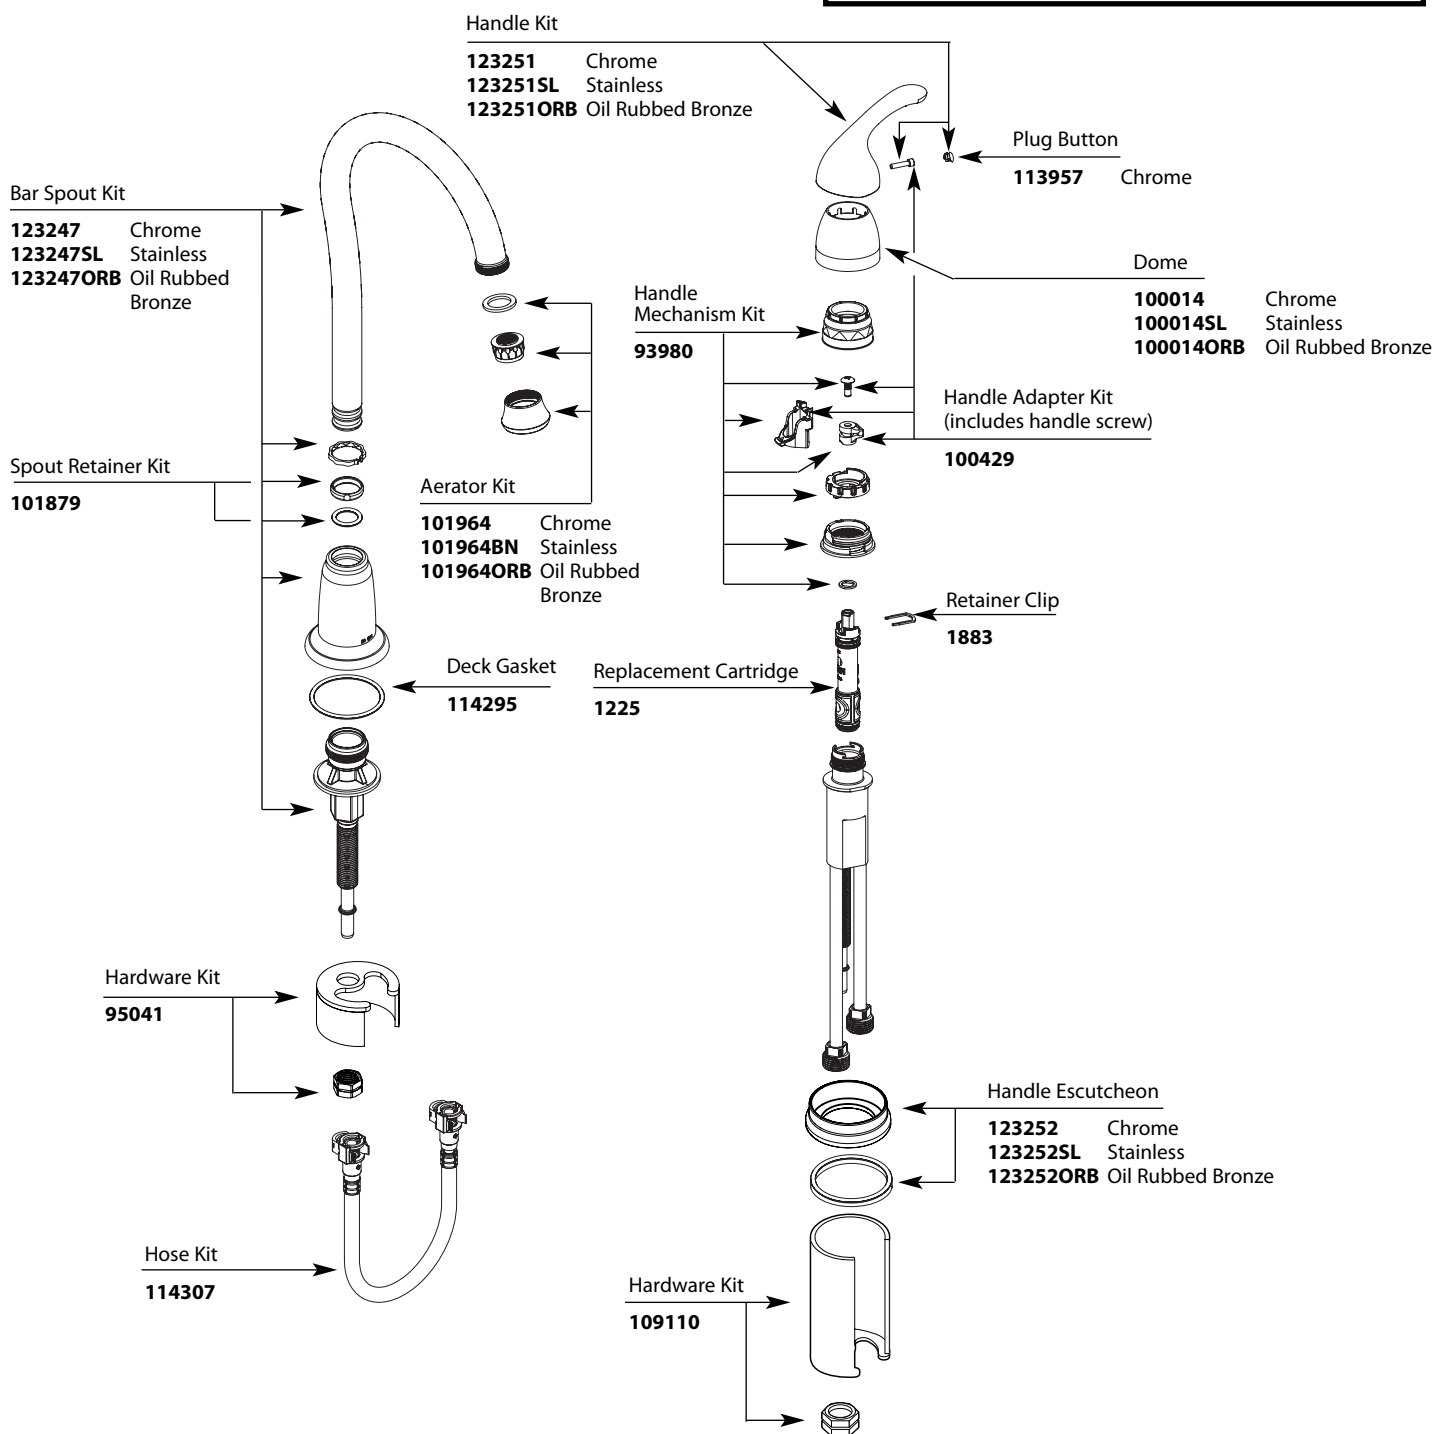 Handle Kit
123251 Chrome
123251SL Stainless
123251ORB Oil Rubbed Bronze
Plug Button
113957 Chrome
Bar Spout Kit
123247 Chrome
123247SL Stainless
123247ORB Oil Rubbed
Bronze
Dome
100014 Chrome
100014SL Stainless
100014ORB Oil Rubbed Bronze
Handle
Mechanism Kit
93980
Handle Adapter Kit
(includes handle screw)
100429
Spout Retainer Kit
101879
Aerator Kit
101964 Chrome
101964BN Stainless
101964ORB Oil Rubbed
Bronze
Retainer Clip
1883
Deck Gasket
114295
Replacement Cartridge
1225
Hardware Kit
95041
Handle Escutcheon
123252 Chrome
123252SL Stainless
123252ORB Oil Rubbed Bronze
Hose Kit
114307
Hardware Kit
109110